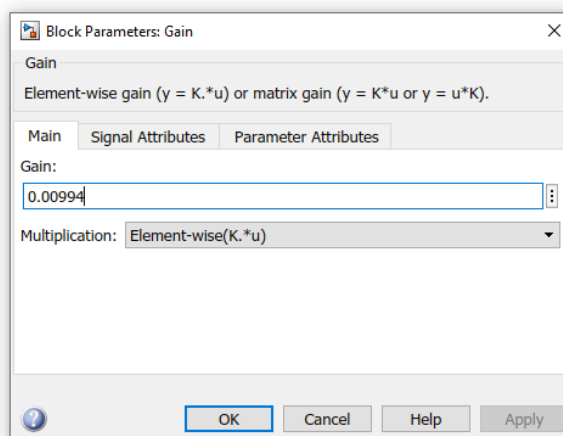 Block Parameters: Gain
Gain
Element-wise gain (y = K.*u) or matrix gain (y = K*u or y = u*K).
Main Signal Attributes Parameter Attributes
Gain:
0.00994
Multiplication: Element-wise(K.*u)
? OK Cancel Help Apply